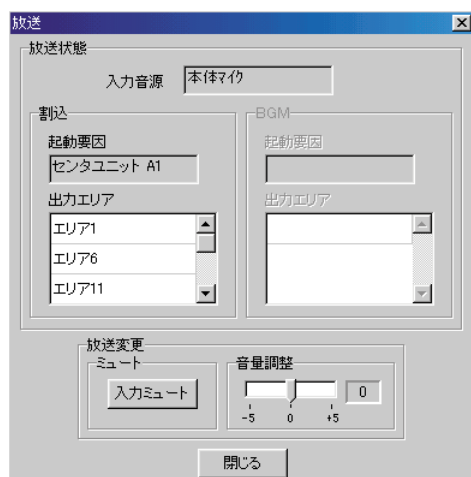 放送
放送状態
入力音源
本体マイク
割込
起動要因
センタユニット A1
出力エリア
エリア1
エリア6
エリア11
BGM
起動要因
出力エリア
放送変更
ミュート
入力ミュート
音量調整
0
-5 0 +5
閉じる